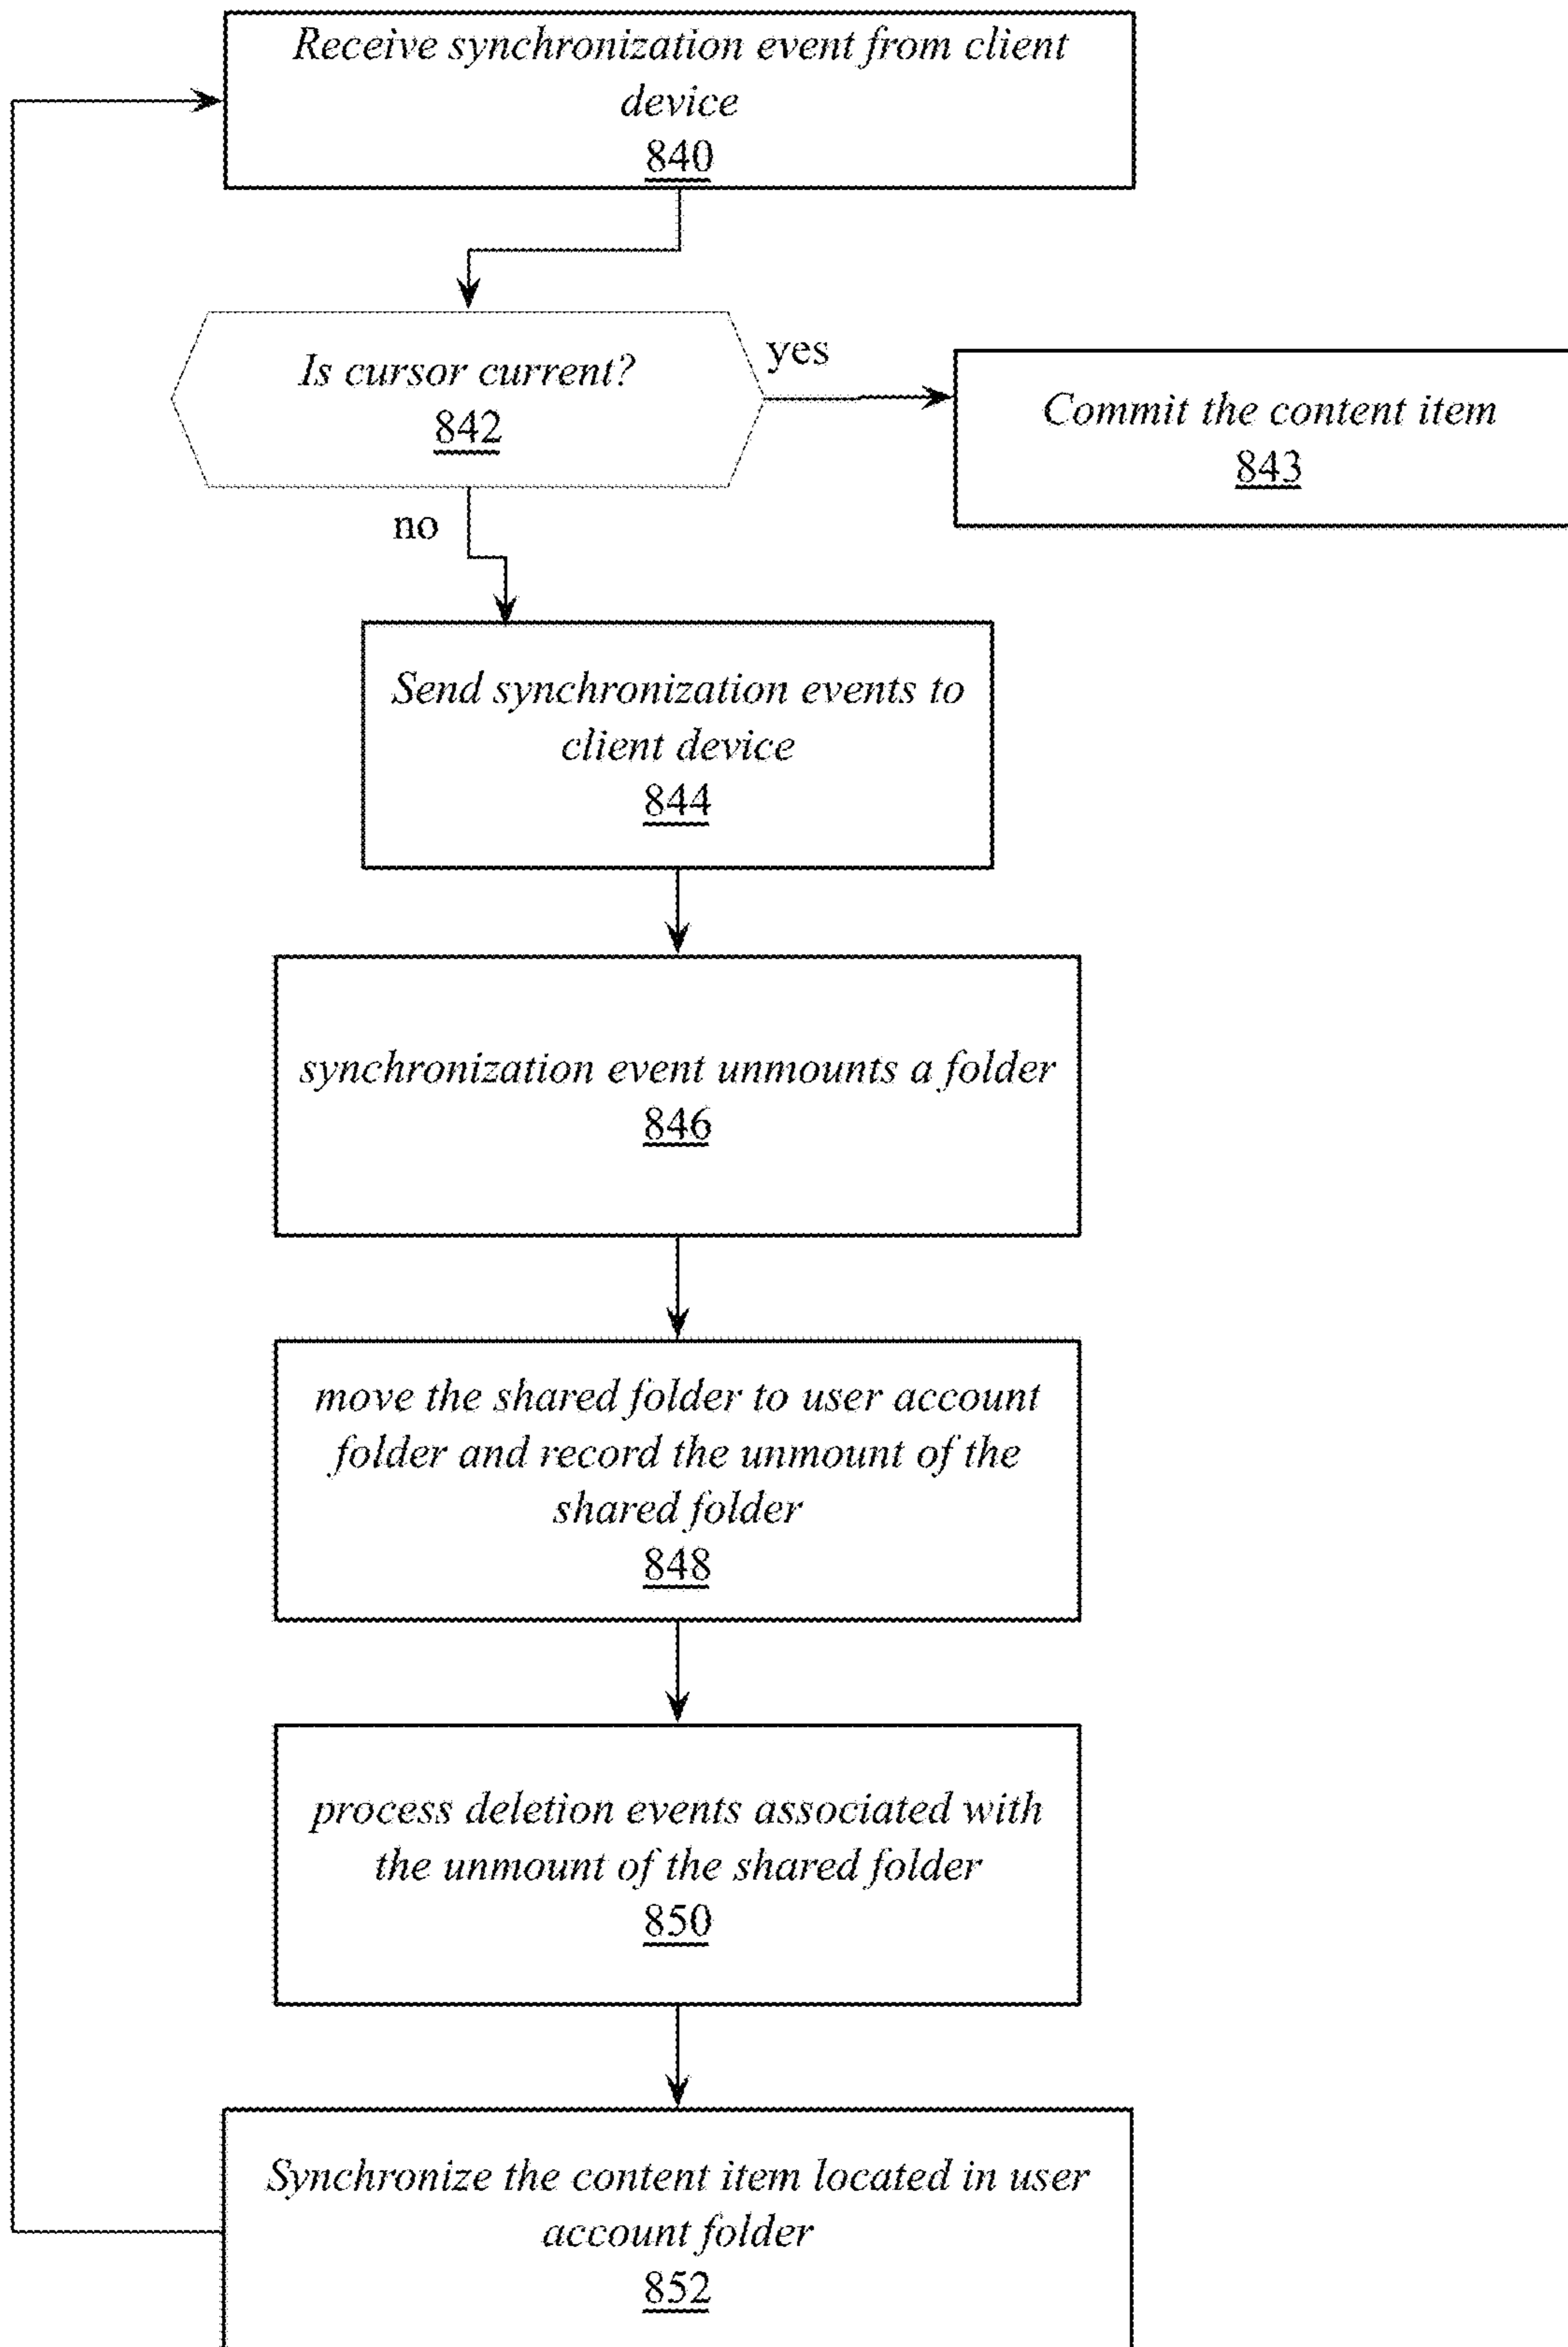 Receive synchronization event from client
device
840
Is cursor current?
842
yes
Commit the content item
843
no
Send synchronization events to
client device
844
synchronization event unmounts a folder
846
move the shared folder to user account
folder and record the unmount of the
shared folder
848
process deletion events associated with
the unmount of the shared folder
850
Synchronize the content item located in user
account folder
852